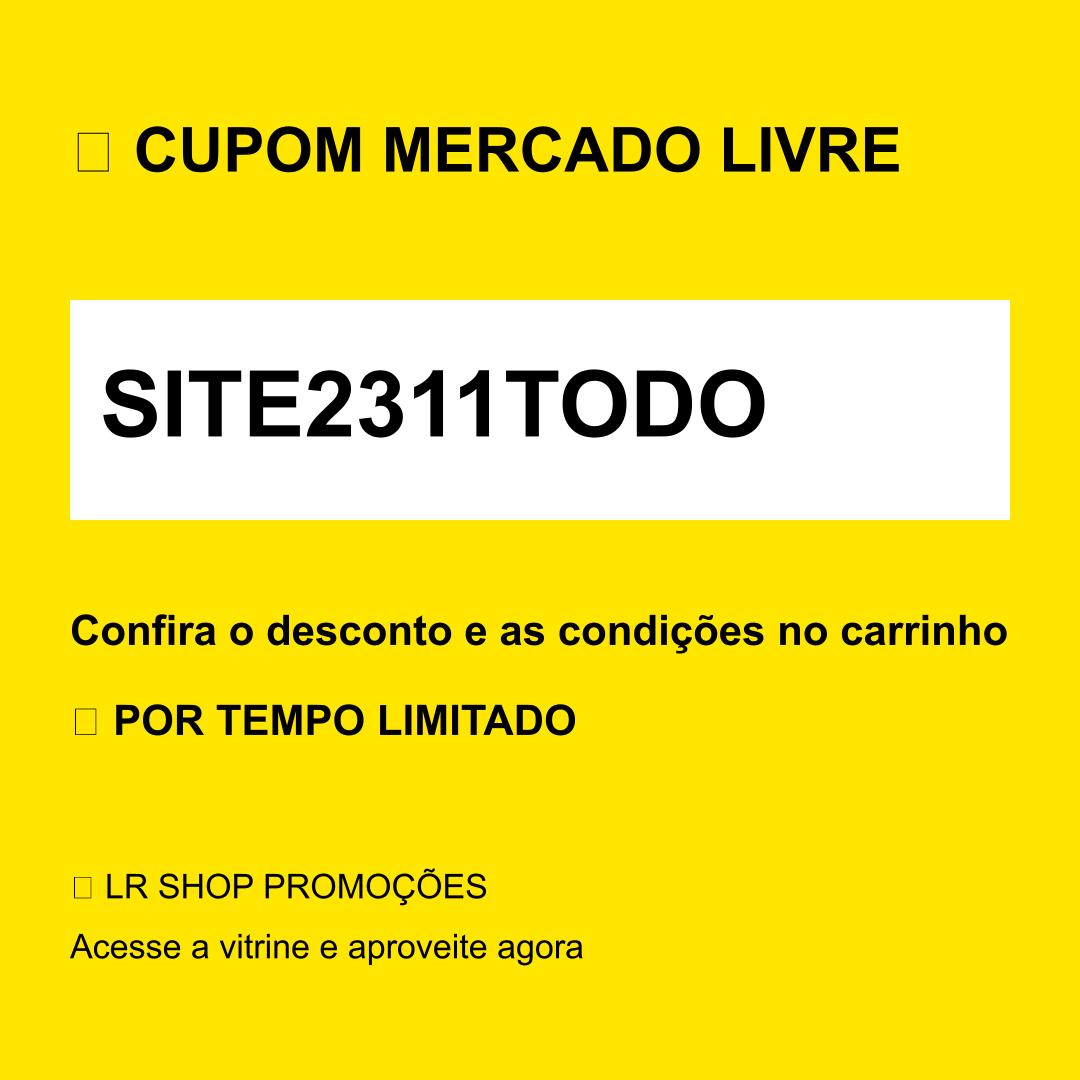 □ CUPOM MERCADO LIVRE
SITE2311TODO
Confira o desconto e as condições no carrinho
□ POR TEMPO LIMITADO
□ LR SHOP PROMOÇÕES
Acesse a vitrine e aproveite agora